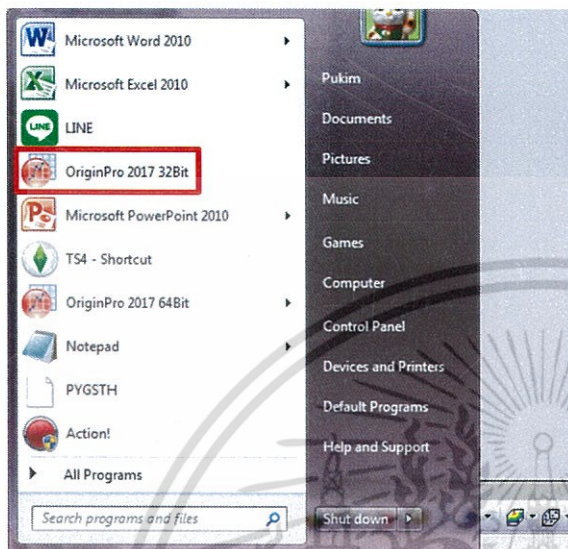 Microsoft Word 2010
Microsoft Excel 2010
LINE
LINE
OriginPro 2017 32Bit
Microsoft PowerPoint 2010
TS4 - Shortcut
OriginPro 2017 64Bit
Notepad
PYGSTH
Action!
All Programs
Search programs and files
Pukim
Documents
Pictures
Music
Games
Computer
Control Panel
Devices and Printers
Default Programs
Help and Support
Shut down